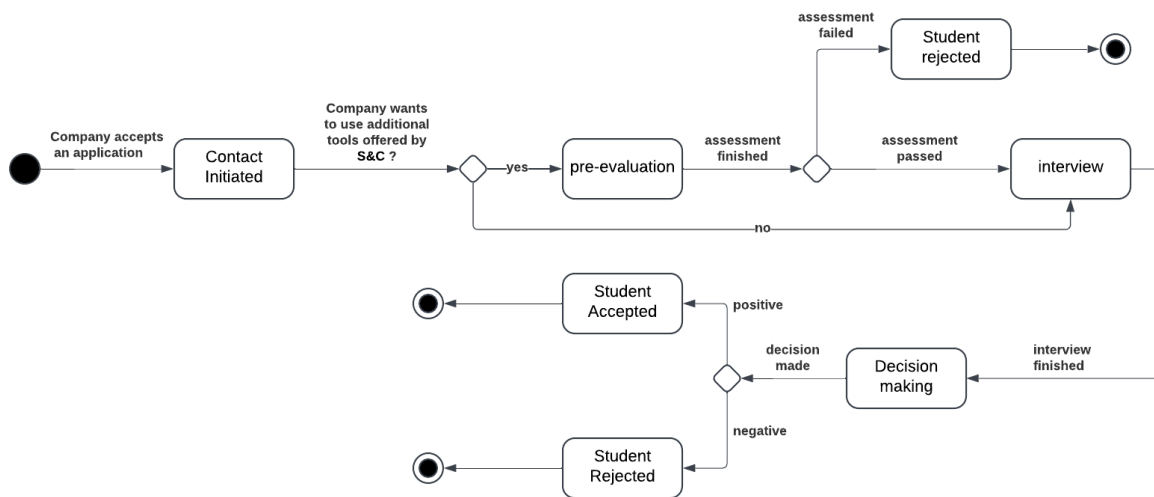 assessment
failed
Student
rejected
Company accepts
an application
Contact
Initiated
Company wants
to use additional
tools offered by
S&C ?
yes
pre-evaluation
assessment
finished
assessment
passed
interview
no
Student
Accepted
positive
decision
made
Decision
making
interview
finished
negative
Student
Rejected